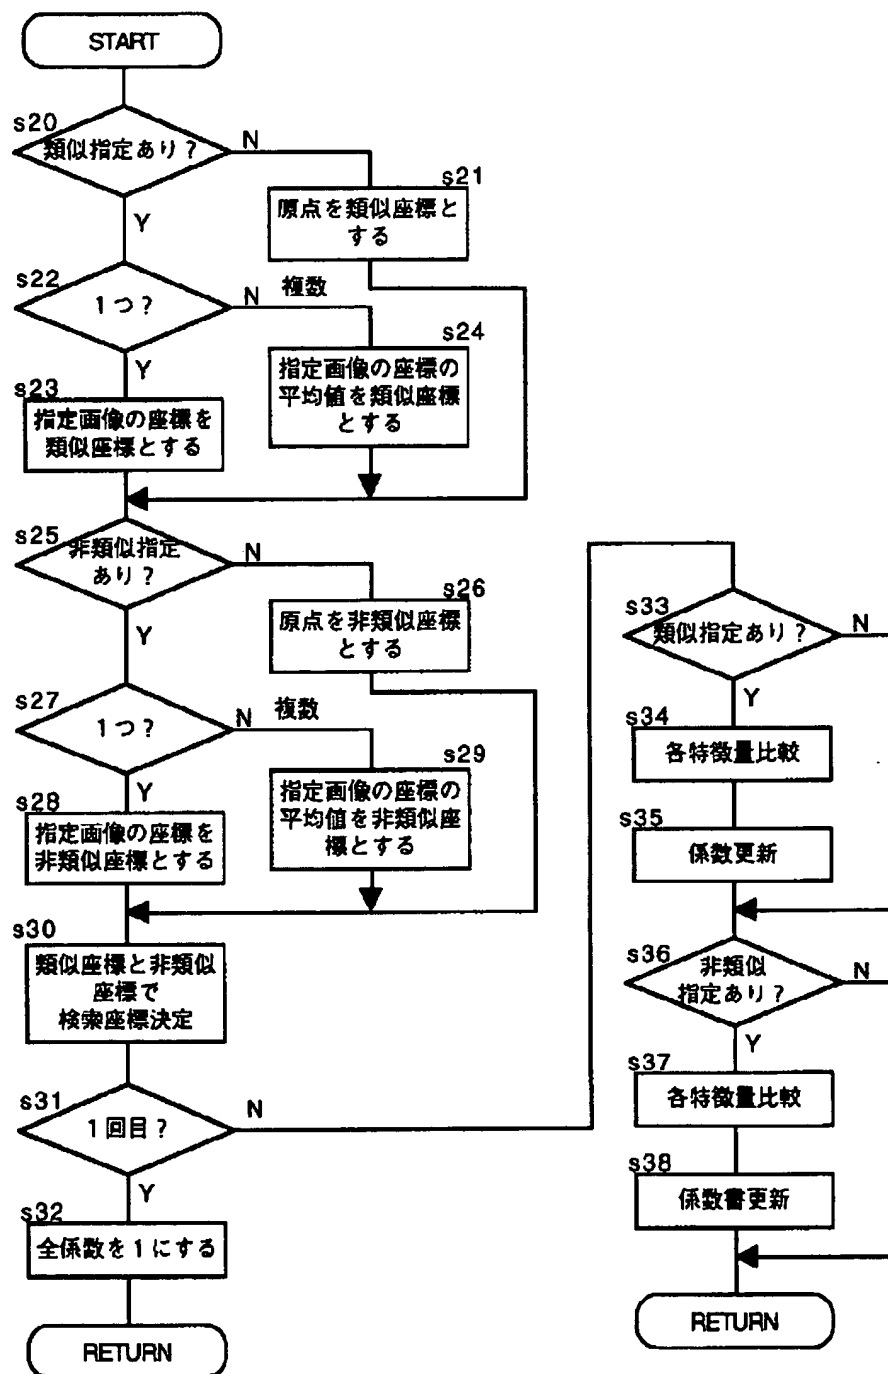 START
s20
類似指定あり?
N
Y
s21
原点を類似座標と
する
s22
1つ?
N
複数
Y
s23
指定画像の座標を
類似座標とする
s24
指定画像の座標の
平均値を類似座標
とする
s25
非類似指定
あり?
N
Y
s26
原点を非類似座標
とする
s27
1つ?
N
複数
Y
s28
指定画像の座標を
非類似座標とする
s29
指定画像の座標の
平均値を非類似座
標とする
s30
類似座標と非類似
座標で
検索座標決定
s31
1回目?
N
Y
s32
全係数を1にする
RETURN
s33
類似指定あり?
N
Y
s34
各特徴量比較
s35
係数更新
s36
非類似
指定あり?
N
Y
s37
各特徴量比較
s38
係数書更新
RETURN